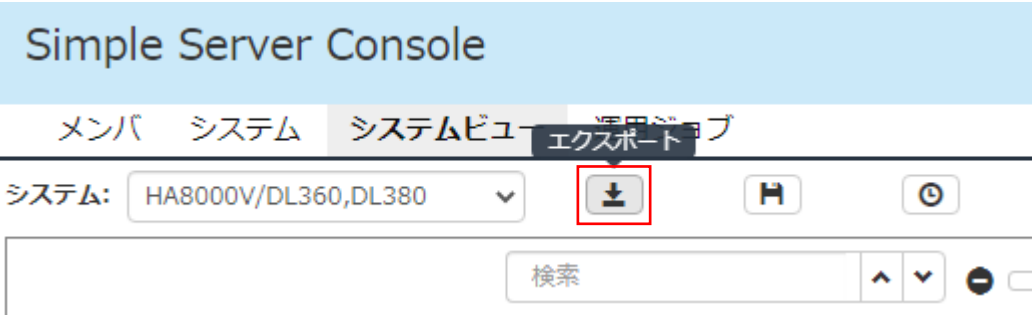 Simple Server Console
メンバ システム システムビュー 運用ジョブ
エクスポート
システム: HA8000V/DL360,DL380
検索